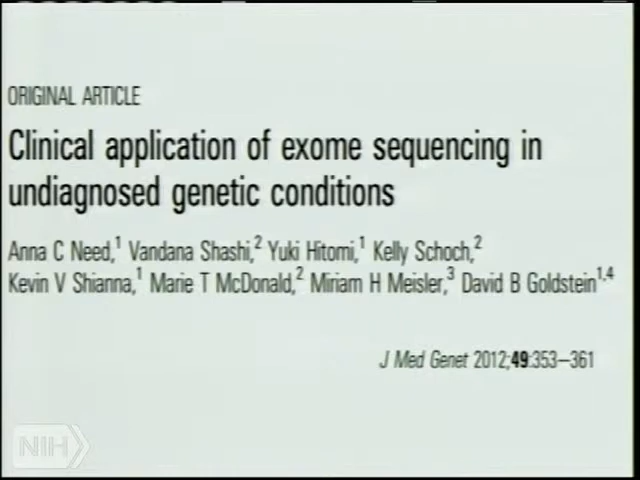 ORIGINAL ARTICLE
Clinical application of exome sequencing in
undiagnosed genetic conditions
Anna C Need,1 Vandana Shashi,2 Yuki Hitomi,1 Kelly Schoch,2
Kevin V Shianna,1 Marie T McDonald,2 Miriam H Meisler,3 David B Goldstein1,4
J Med Genet 2012;49:353–361
NIH